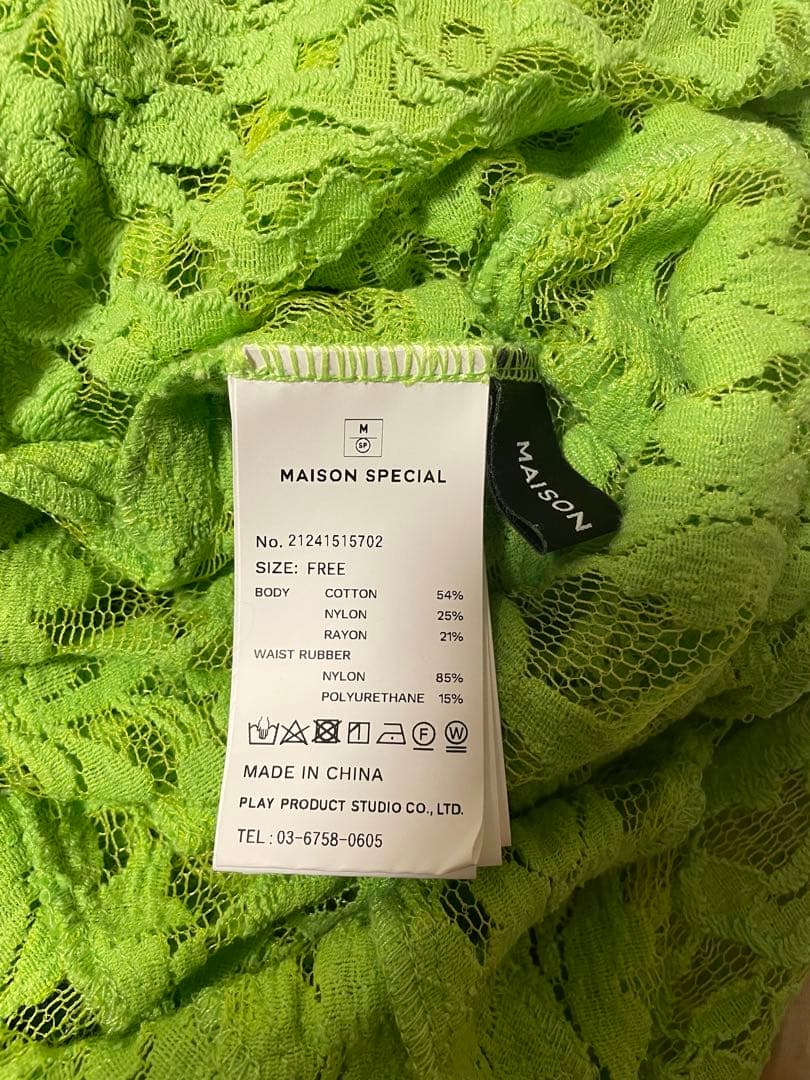 M
SP
MAISON SPECIAL
No. 21241515702
SIZE: FREE
BODY COTTON 54%
NYLON 25%
RAYON 21%
WAIST RUBBER
NYLON 85%
POLYURETHANE 15%
F W
MADE IN CHINA
PLAY PRODUCT STUDIO CO., LTD.
TEL : 03-6758-0605
MAISON